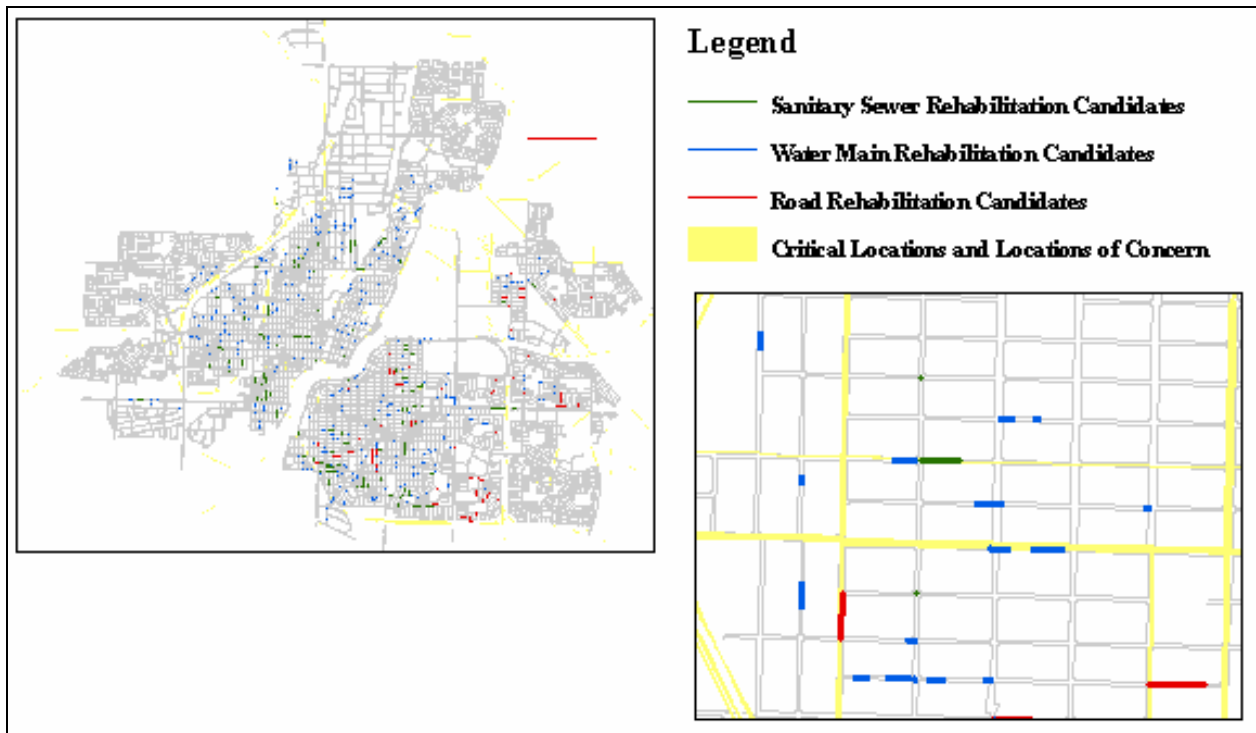 Legend
Sanitary Sewer Rehabilitation Candidates
Water Main Rehabilitation Candidates
Road Rehabilitation Candidates
Critical Locations and Locations of Concern